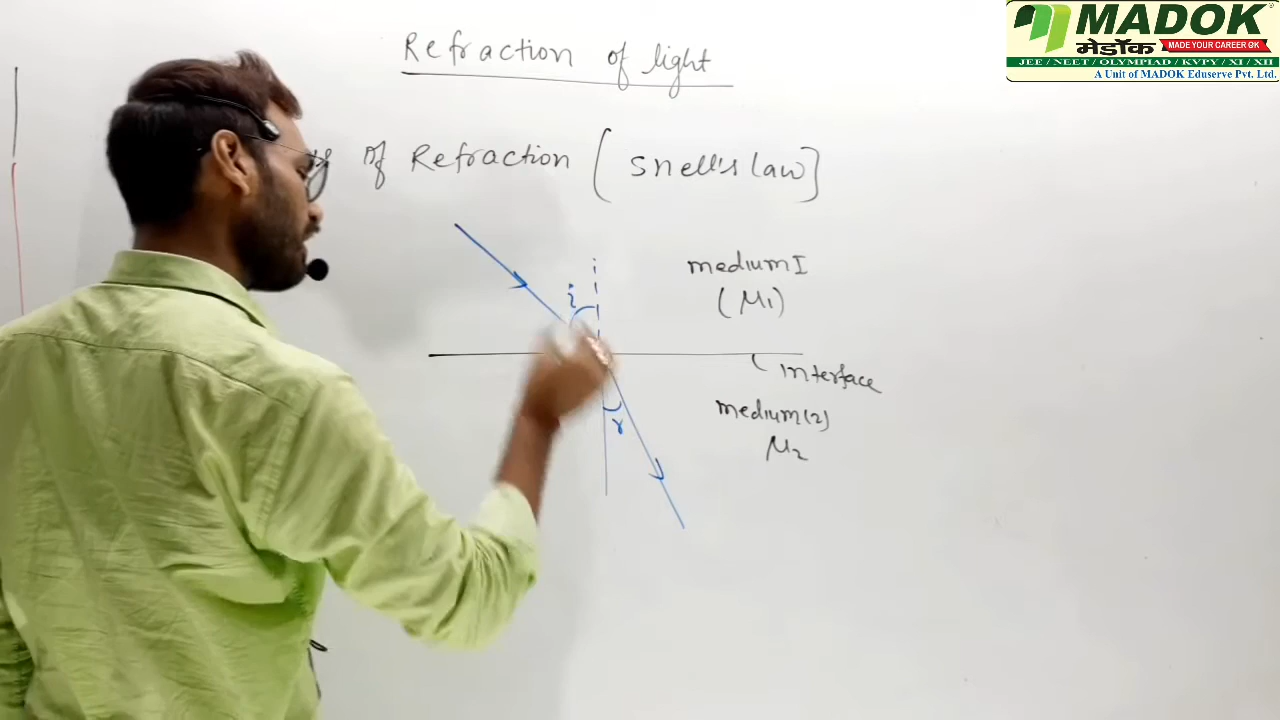 MADOK
मेडॉक
MADE YOUR CAREER OK
JEE / NEET / OLYMPIAD / KVPY / XI / XII
A Unit of MADOK Eduserve Pvt. Ltd.
Refraction of light
of Refraction ( Snell's law ]
i
medium I
(μ1)
Interface
medium (2)
r
μ2